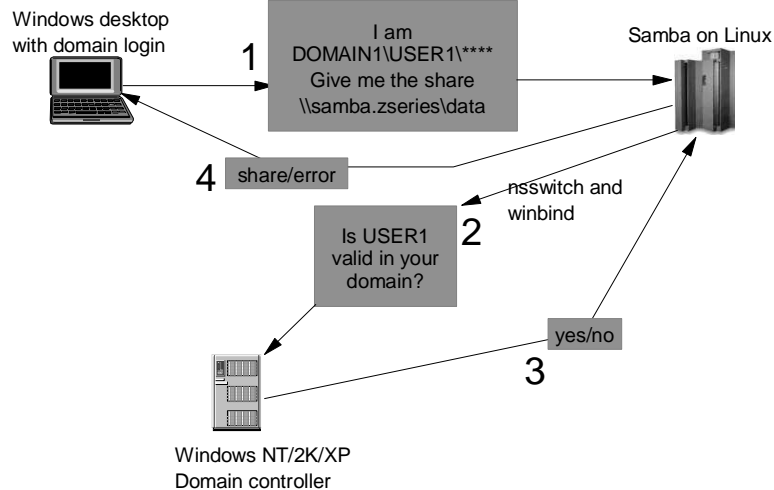 Windows desktop
with domain login
1
I am
DOMAIN1\USER1\****
Give me the share
\\samba.zseries\data
Samba on Linux
4
share/error
nsswitch and
winbind
2
Is USER1
valid in your
domain?
yes/no
3
Windows NT/2K/XP
Domain controller